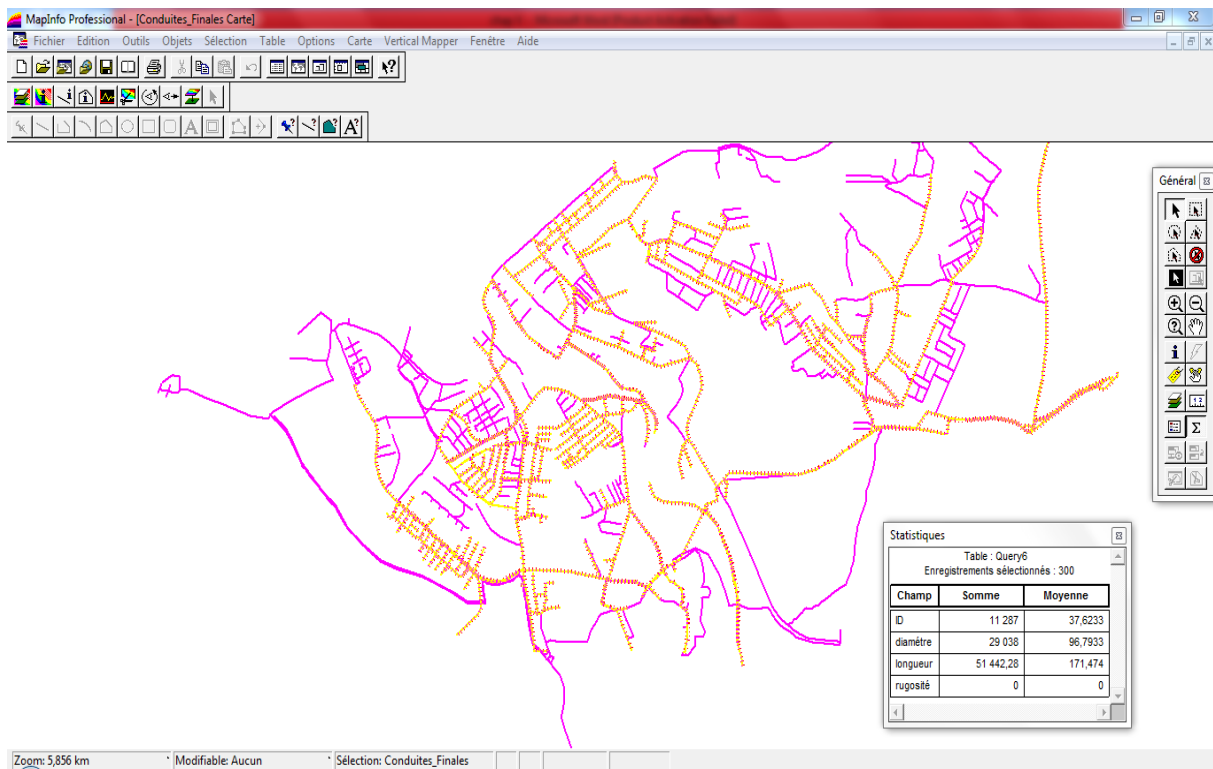 MapInfo Professional - [Conduites_Finales Carte]
Fichier Edition Outils Objets Sélection Table Options Carte Vertical Mapper Fenêtre Aide
Général
Statistiques
Table : Query6
Enregistrements sélectionnés : 300
Champ Somme Moyenne
ID 11 287 37,6233
diamétre 29 038 96,7933
longueur 51 442,28 171,474
rugosité 0 0
Zoom: 5,856 km Modifiable: Aucun Sélection: Conduites_Finales